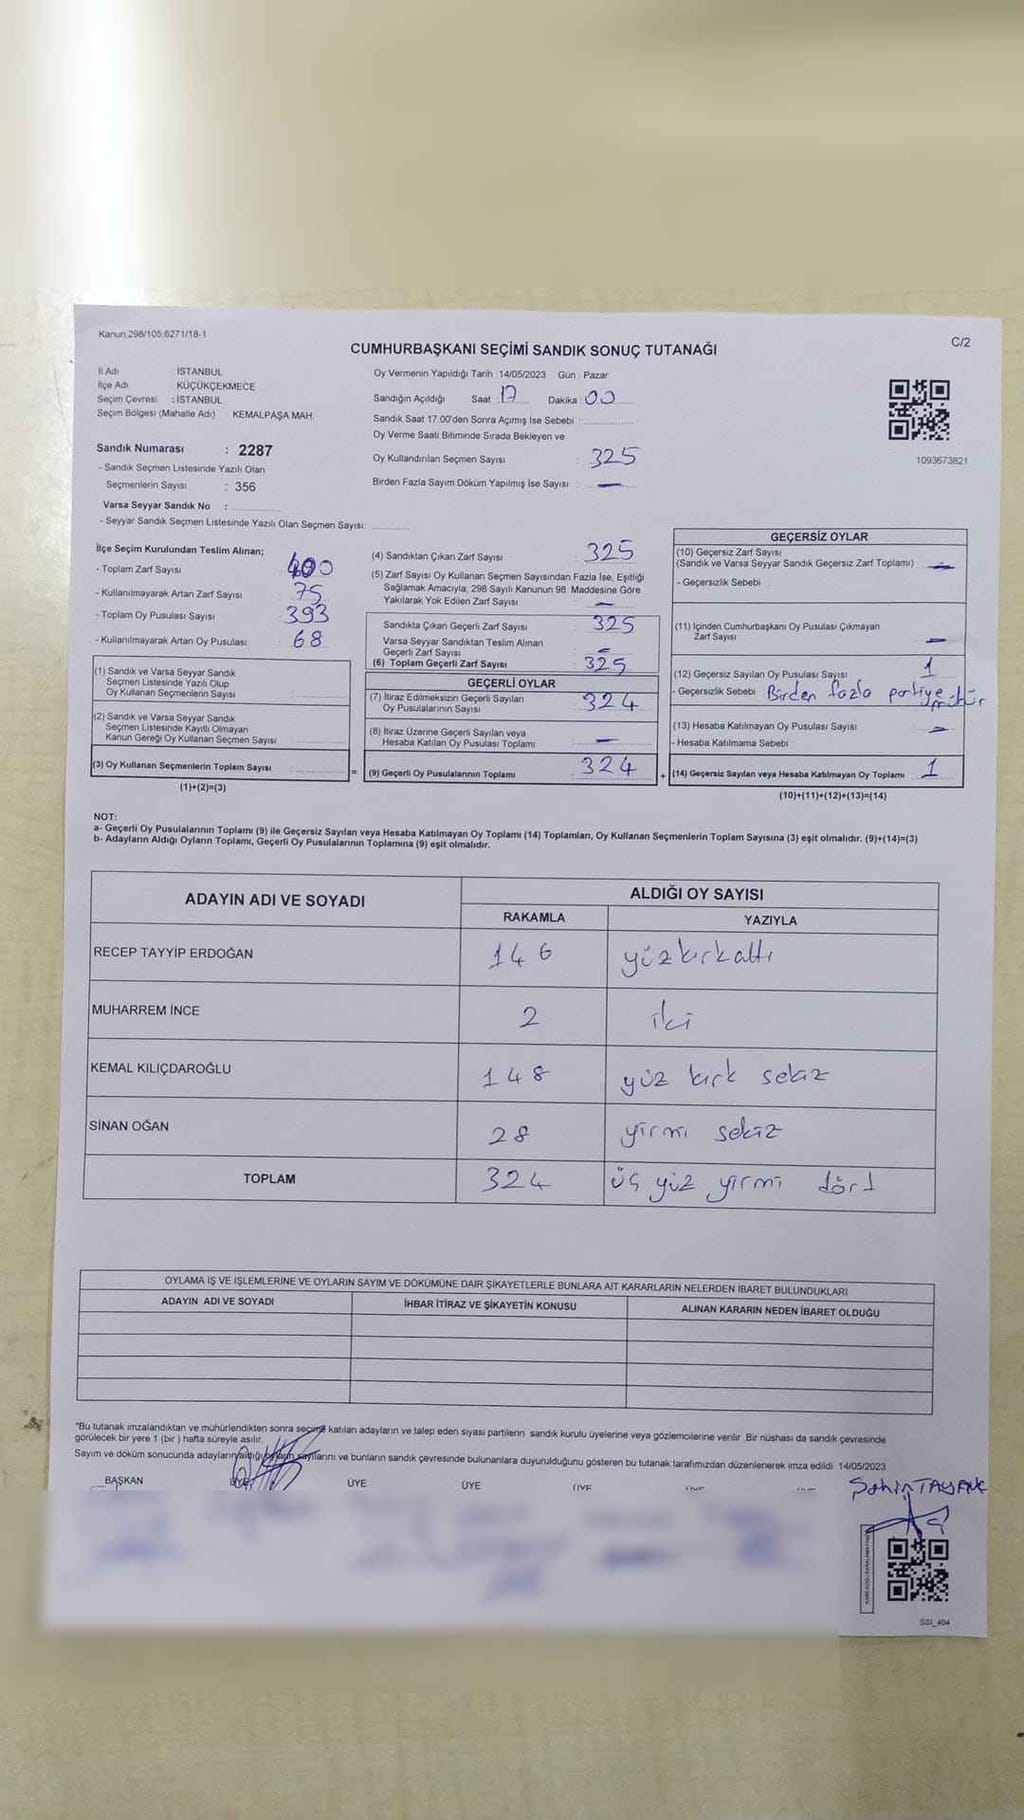 Kanun 298/105,6271/18-1
C/2
CUMHURBAŞKANI SEÇİMİ SANDIK SONUÇ TUTANAĞI
İl Adı : İSTANBUL
İlçe Adı : KÜÇÜKÇEKMECE
Seçim Çevresi : İSTANBUL
Seçim Bölgesi (Mahalle Adı) : KEMALPAŞA MAH.
Sandık Numarası : 2287
- Sandık Seçmen Listesinde Yazılı Olan
Seçmenlerin Sayısı : 356
Varsa Seyyar Sandık No :
- Seyyar Sandık Seçmen Listesinde Yazılı Olan Seçmen Sayısı:
Oy Vermenin Yapıldığı Tarih : 14/05/2023 Gün : Pazar
Sandığın Açıldığı Saat 17 Dakika : 00
Sandık Saat 17:00'den Sonra Açımış İse Sebebi :
Oy Verme Saati Bitiminde Sırada Bekleyen ve
Oy Kullandırılan Seçmen Sayısı : 325
Birden Fazla Sayım Döküm Yapılmış İse Sayısı : —
1093673821
İlçe Seçim Kurulundan Teslim Alınan;
- Toplam Zarf Sayısı 400
- Kullanılmayarak Artan Zarf Sayısı 75
- Toplam Oy Pusulası Sayısı 393
- Kullanılmayarak Artan Oy Pusulası 68
(1) Sandık ve Varsa Seyyar Sandık
Seçmen Listesinde Yazılı Olup
Oy Kullanan Seçmenlerin Sayısı
(2) Sandık ve Varsa Seyyar Sandık
Seçmen Listesinde Kayıtlı Olmayan
Kanun Gereği Oy Kullanan Seçmen Sayısı
(3) Oy Kullanan Seçmenlerin Toplam Sayısı
(1)+(2)=(3)
(4) Sandıktan Çıkan Zarf Sayısı 325
(5) Zarf Sayısı Oy Kullanan Seçmen Sayısından Fazla İse, Eşitliği
Sağlamak Amacıyla, 298 Sayılı Kanunun 98. Maddesine Göre
Yakılarak Yok Edilen Zarf Sayısı —
Sandıkta Çıkan Geçerli Zarf Sayısı 325
Varsa Seyyar Sandıktan Teslim Alınan
Geçerli Zarf Sayısı —
(6) Toplam Geçerli Zarf Sayısı 325
GEÇERLİ OYLAR
(7) İtiraz Edilmeksizin Geçerli Sayılan
Oy Pusulalarının Sayısı 324
(8) İtiraz Üzerine Geçerli Sayılan veya
Hesaba Katılan Oy Pusulası Toplamı —
= (9) Geçerli Oy Pusulalarının Toplamı 324
GEÇERSİZ OYLAR
(10) Geçersiz Zarf Sayısı
(Sandık ve Varsa Seyyar Sandık Geçersiz Zarf Toplamı) —
- Geçersizlik Sebebi
(11) İçinden Cumhurbaşkanı Oy Pusulası Çıkmayan
Zarf Sayısı —
(12) Geçersiz Sayılan Oy Pusulası Sayısı 1
- Geçersizlik Sebebi Birden fazla partiye mühür
(13) Hesaba Katılmayan Oy Pusulası Sayısı —
- Hesaba Katılmama Sebebi
+ (14) Geçersiz Sayılan veya Hesaba Katılmayan Oy Toplamı 1
(10)+(11)+(12)+(13)=(14)
NOT:
a- Geçerli Oy Pusulalarının Toplamı (9) ile Geçersiz Sayılan veya Hesaba Katılmayan Oy Toplamı (14) Toplamları, Oy Kullanan Seçmenlerin Toplam Sayısına (3) eşit olmalıdır. (9)+(14)=(3)
b- Adayların Aldığı Oyların Toplamı, Geçerli Oy Pusulalarının Toplamına (9) eşit olmalıdır.
ADAYIN ADI VE SOYADI
ALDIĞI OY SAYISI
RAKAMLA YAZIYLA
RECEP TAYYİP ERDOĞAN 146 yüzkırkaltı
MUHARREM İNCE 2 iki
KEMAL KILIÇDAROĞLU 148 yüz kırk sekiz
SİNAN OĞAN 28 yirmi sekiz
TOPLAM 324 üç yüz yirmi dört
OYLAMA İŞ VE İŞLEMLERİNE VE OYLARIN SAYIM VE DÖKÜMÜNE DAİR ŞİKAYETLERLE BUNLARA AİT KARARLARIN NELERDEN İBARET BULUNDUKLARI
ADAYIN ADI VE SOYADI İHBAR İTİRAZ VE ŞİKAYETİN KONUSU ALINAN KARARIN NEDEN İBARET OLDUĞU
*Bu tutanak imzalandıktan ve mühürlendikten sonra seçime katılan adayların ve talep eden siyasi partilerin sandık kurulu üyelerine veya gözlemcilerine verilir. Bir nüshası da sandık çevresinde
görülecek bir yere 1 (bir ) hafta süreyle asılır.
Sayım ve döküm sonucunda adayların aldığı oyların sayılarını ve bunların sandık çevresinde bulunanlara duyurulduğunu gösteren bu tutanak tarafımızdan düzenlenerek imza edildi. 14/05/2023
BAŞKAN ÜYE ÜYE ÜYE ÜYE
SSI_404